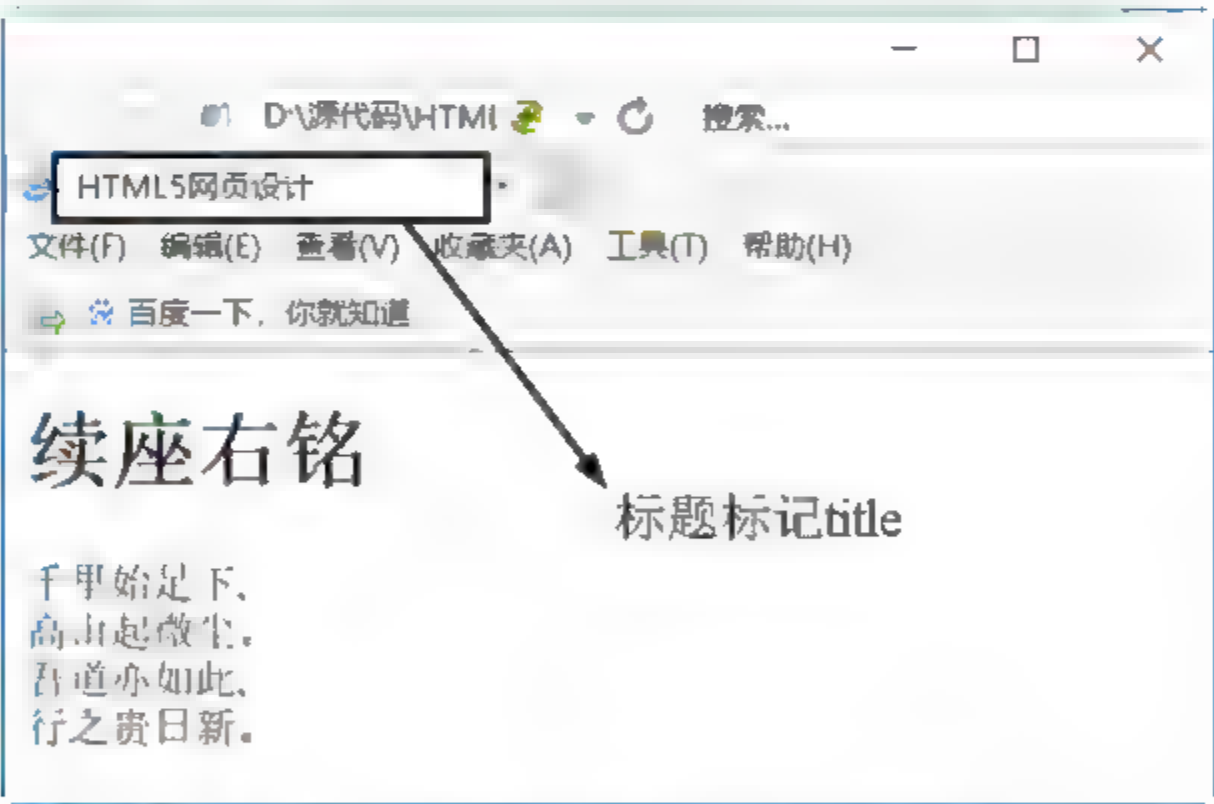 D:\源代码\HTML 搜索...
HTML5网页设计
文件(F) 编辑(E) 查看(V) 收藏夹(A) 工具(T) 帮助(H)
百度一下，你就知道
续座右铭
标题标记title
千里始足下、
高山起微尘。
吾道亦如此、
行之贵日新。